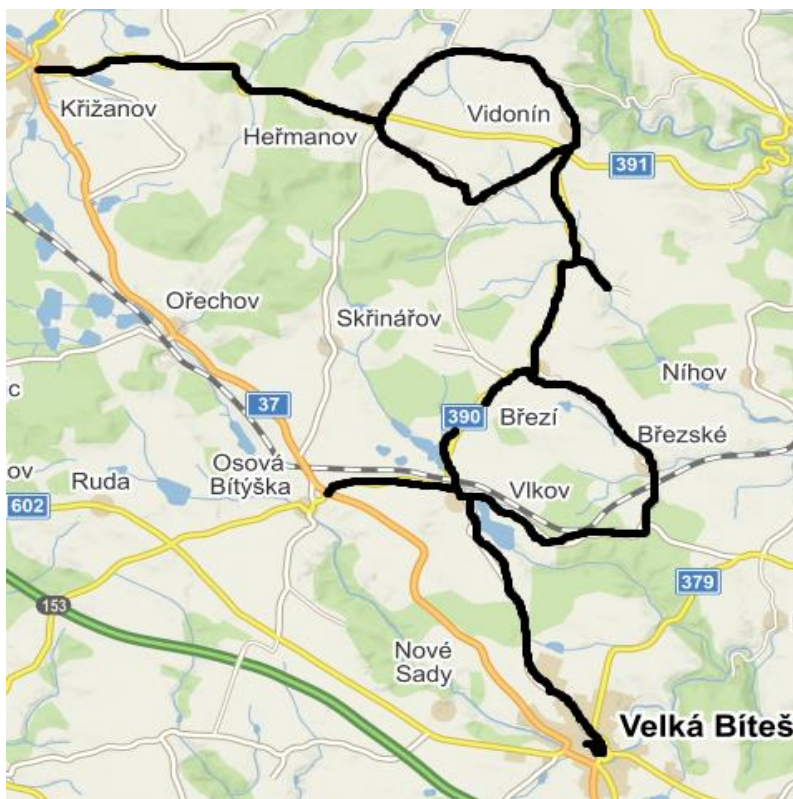 Křižanov
Vidonín
Heřmanov
391
Ořechov
Skřinářov
Níhov
c
37
390
Březí
Březské
Osová
Bítýška
ov
Ruda
Vlkov
602
379
153
Nové
Sady
Velká Bíteš